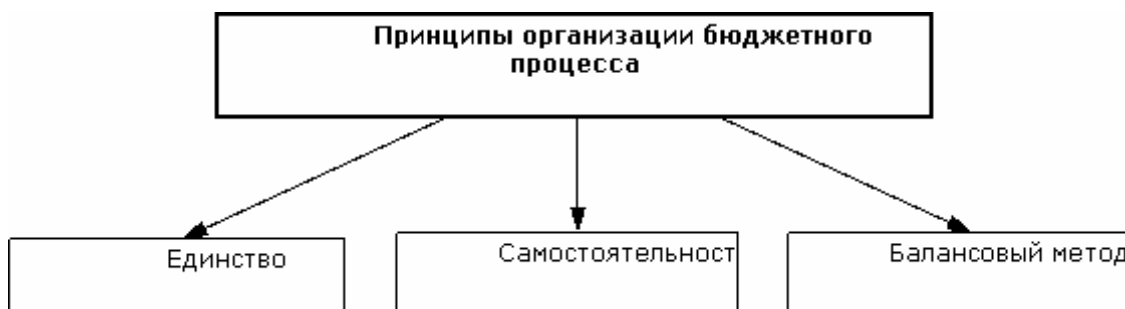 Принципы организации бюджетного
процесса
Единство
Самостоятельност
Балансовый метод